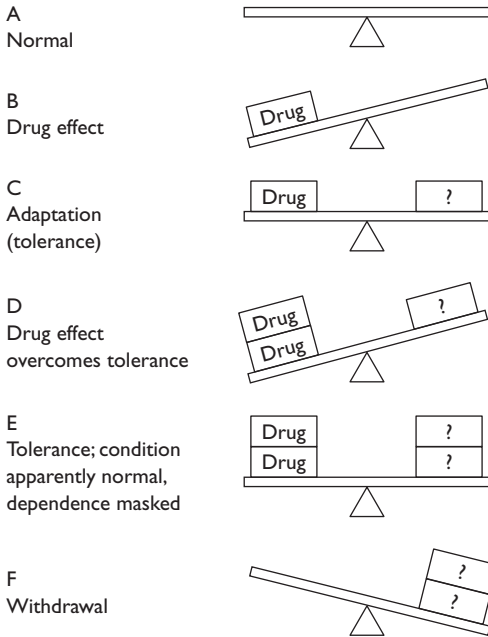 A
Normal
B
Drug effect
Drug
C
Adaptation
(tolerance)
Drug ?
D
Drug effect
overcomes tolerance
Drug
Drug
?
E
Tolerance; condition
apparently normal,
dependence masked
Drug ?
Drug ?
F
Withdrawal
?
?